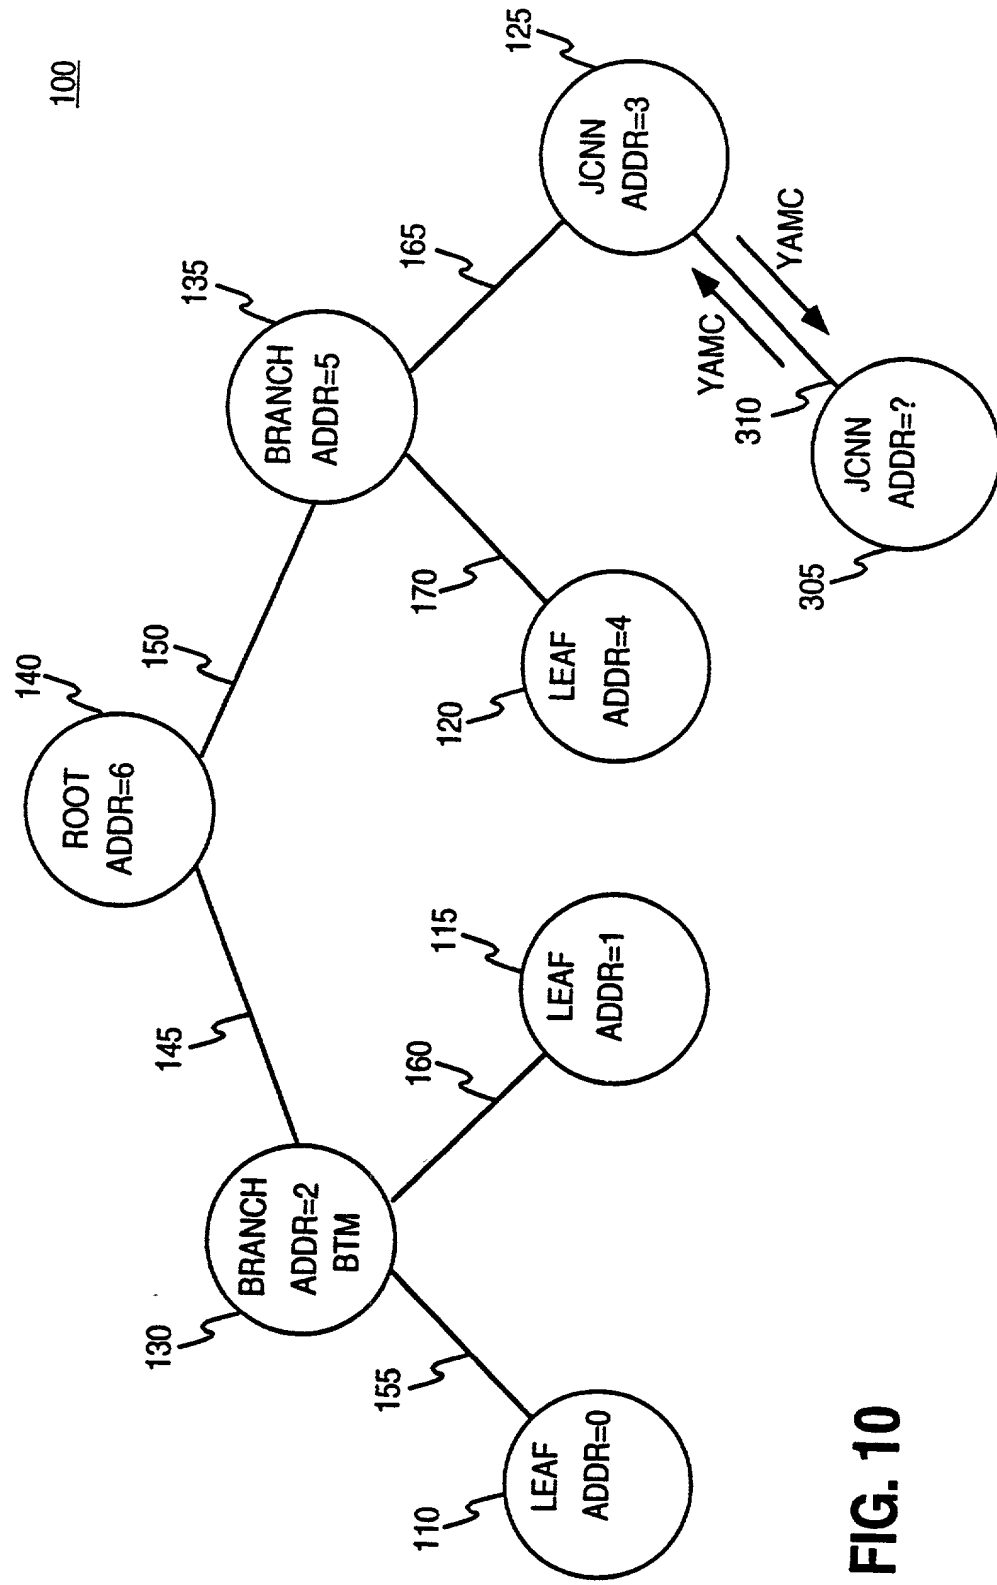 100
140
ROOT
ADDR=6
145
150
130
BRANCH
ADDR=2
BTM
135
BRANCH
ADDR=5
155
160
170
165
110
LEAF
ADDR=0
115
LEAF
ADDR=1
120
LEAF
ADDR=4
125
JCNN
ADDR=3
YAMC
YAMC
310
305
JCNN
ADDR=?
FIG. 10